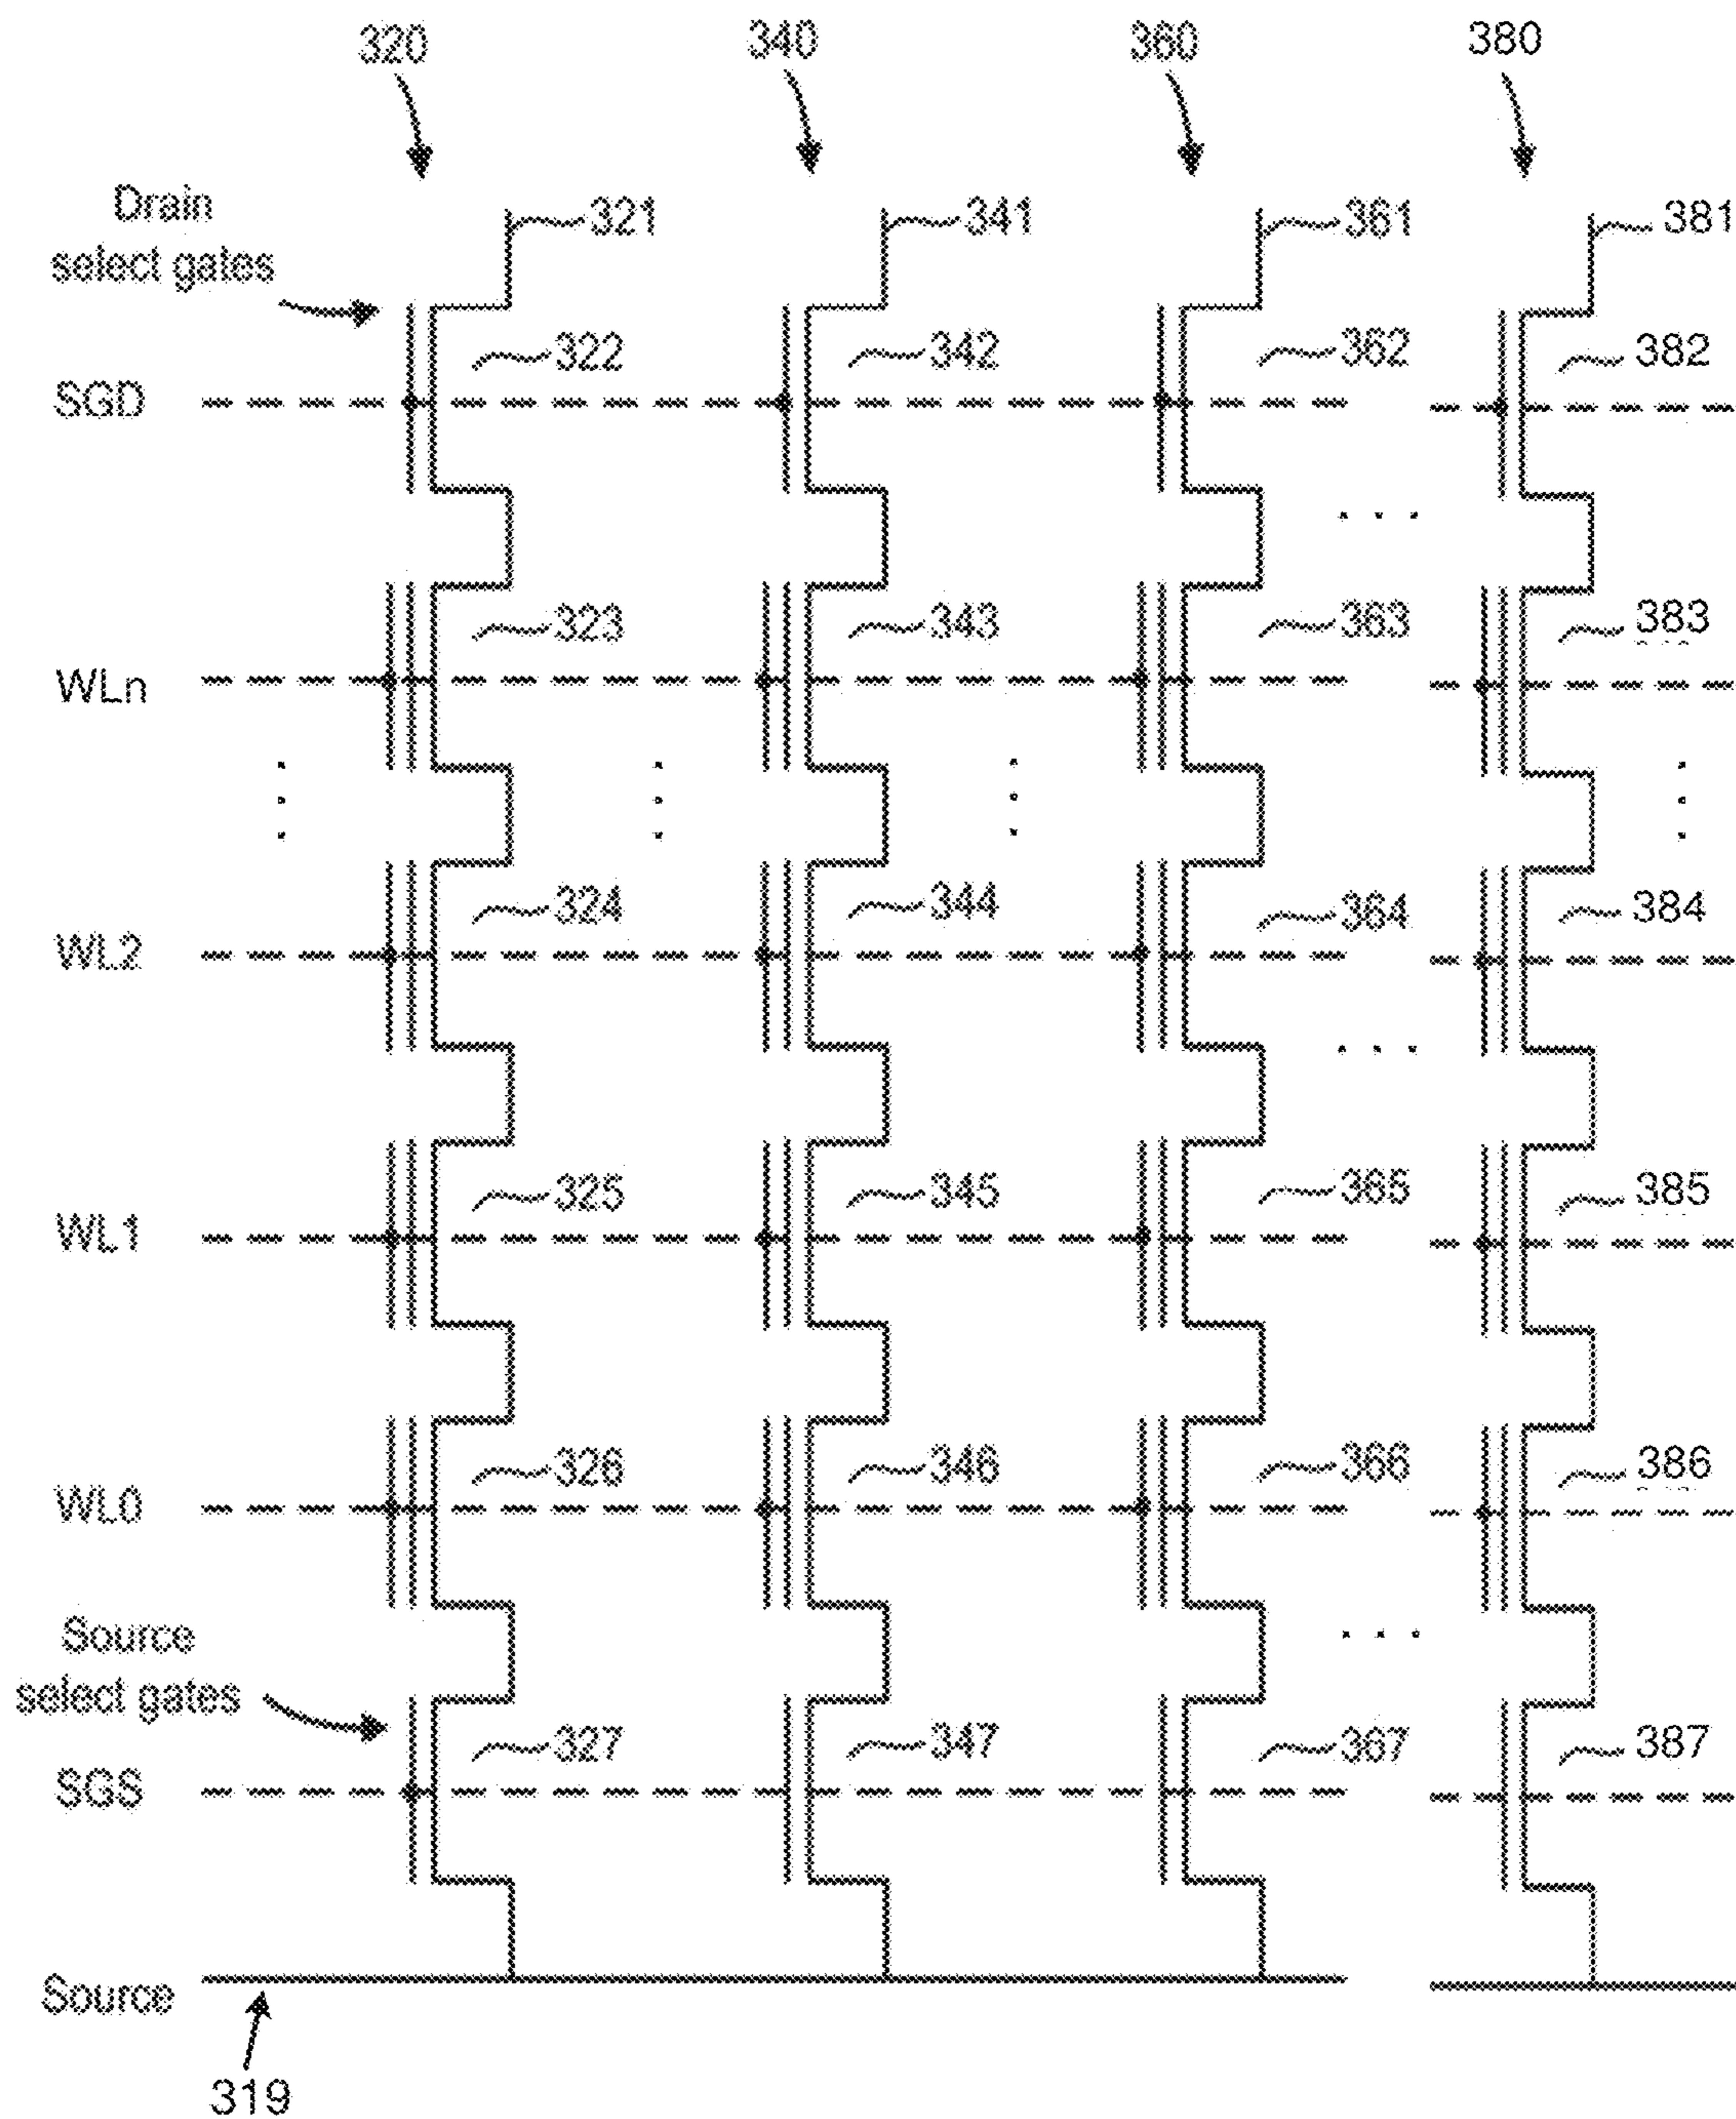 320 340 360 380
Drain
select gates
321 341 361 381
322 342 362 382
SGD
323 343 363 383
WLn
324 344 364 384
WL2
325 345 365 385
WL1
326 346 366 386
WL0
Source
select gates
327 347 367 387
SGS
Source
319